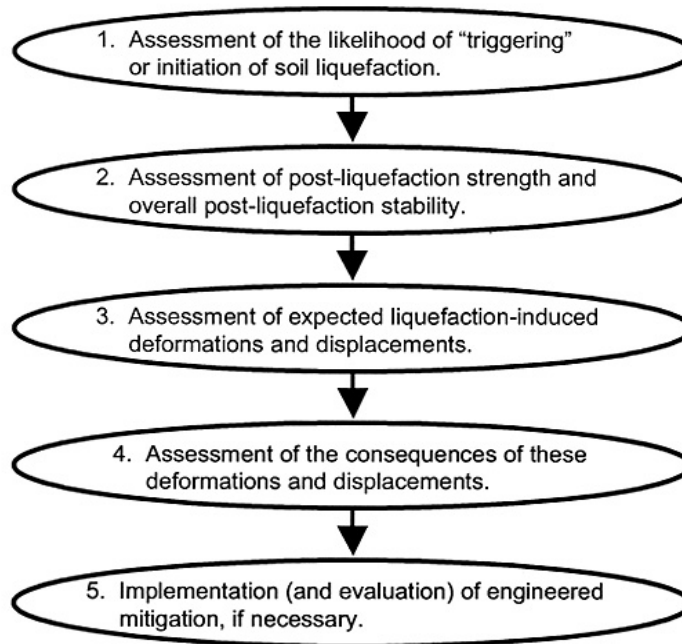 1. Assessment of the likelihood of “triggering”
or initiation of soil liquefaction.
2. Assessment of post-liquefaction strength and
overall post-liquefaction stability.
3. Assessment of expected liquefaction-induced
deformations and displacements.
4. Assessment of the consequences of these
deformations and displacements.
5. Implementation (and evaluation) of engineered
mitigation, if necessary.